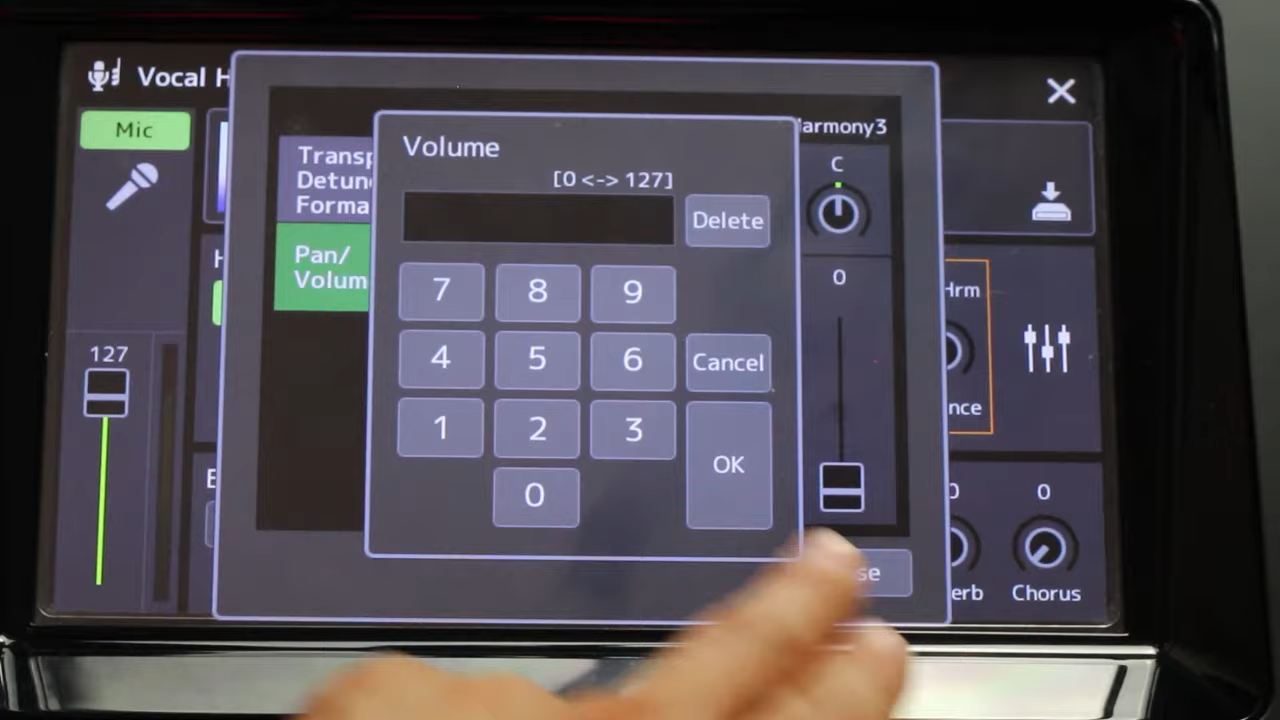 Vocal H
Mic
127
Transp
Detun
Forma
Pan/
Volum
Volume
[0 <-> 127]
Delete
7
8
9
4
5
6
Cancel
1
2
3
OK
0
armony3
C
0
se
Hrm
nce
0
erb
0
Chorus